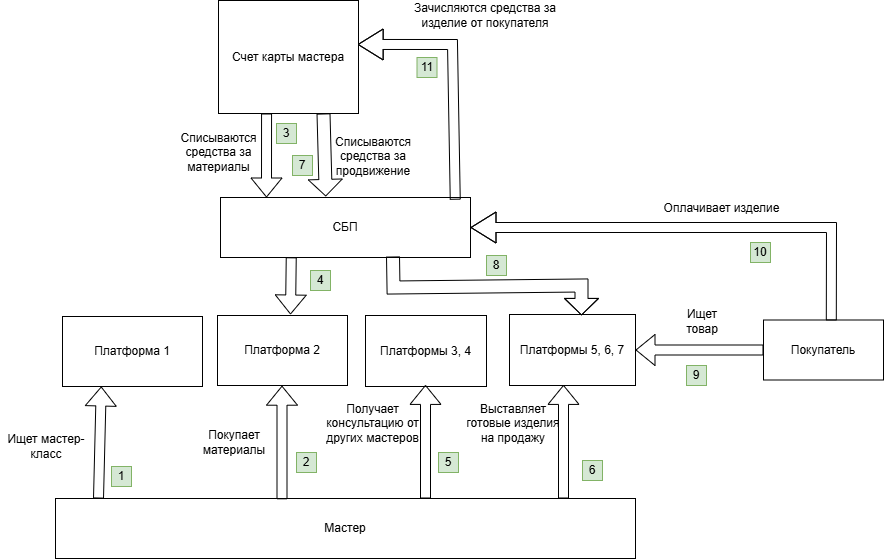 Зачисляются средства за
изделие от покупателя
Счет карты мастера
11
3
Списываются
средства за
материалы
7
Списываются
средства за
продвижение
СБП
Оплачивает изделие
10
4
8
Платформа 1
Платформа 2
Платформы 3, 4
Платформы 5, 6, 7
Ищет
товар
9
Покупатель
Ищет мастер-
класс
1
Покупает
материалы
2
Получает
консультацию от
других мастеров
5
Выставляет
готовые изделия
на продажу
6
Мастер